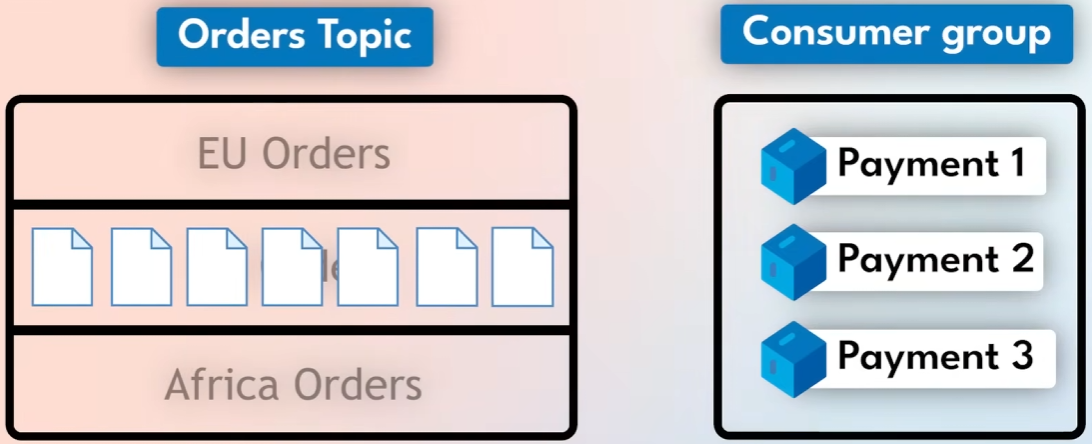 Orders Topic
Consumer group
EU Orders
Africa Orders
Payment 1
Payment 2
Payment 3